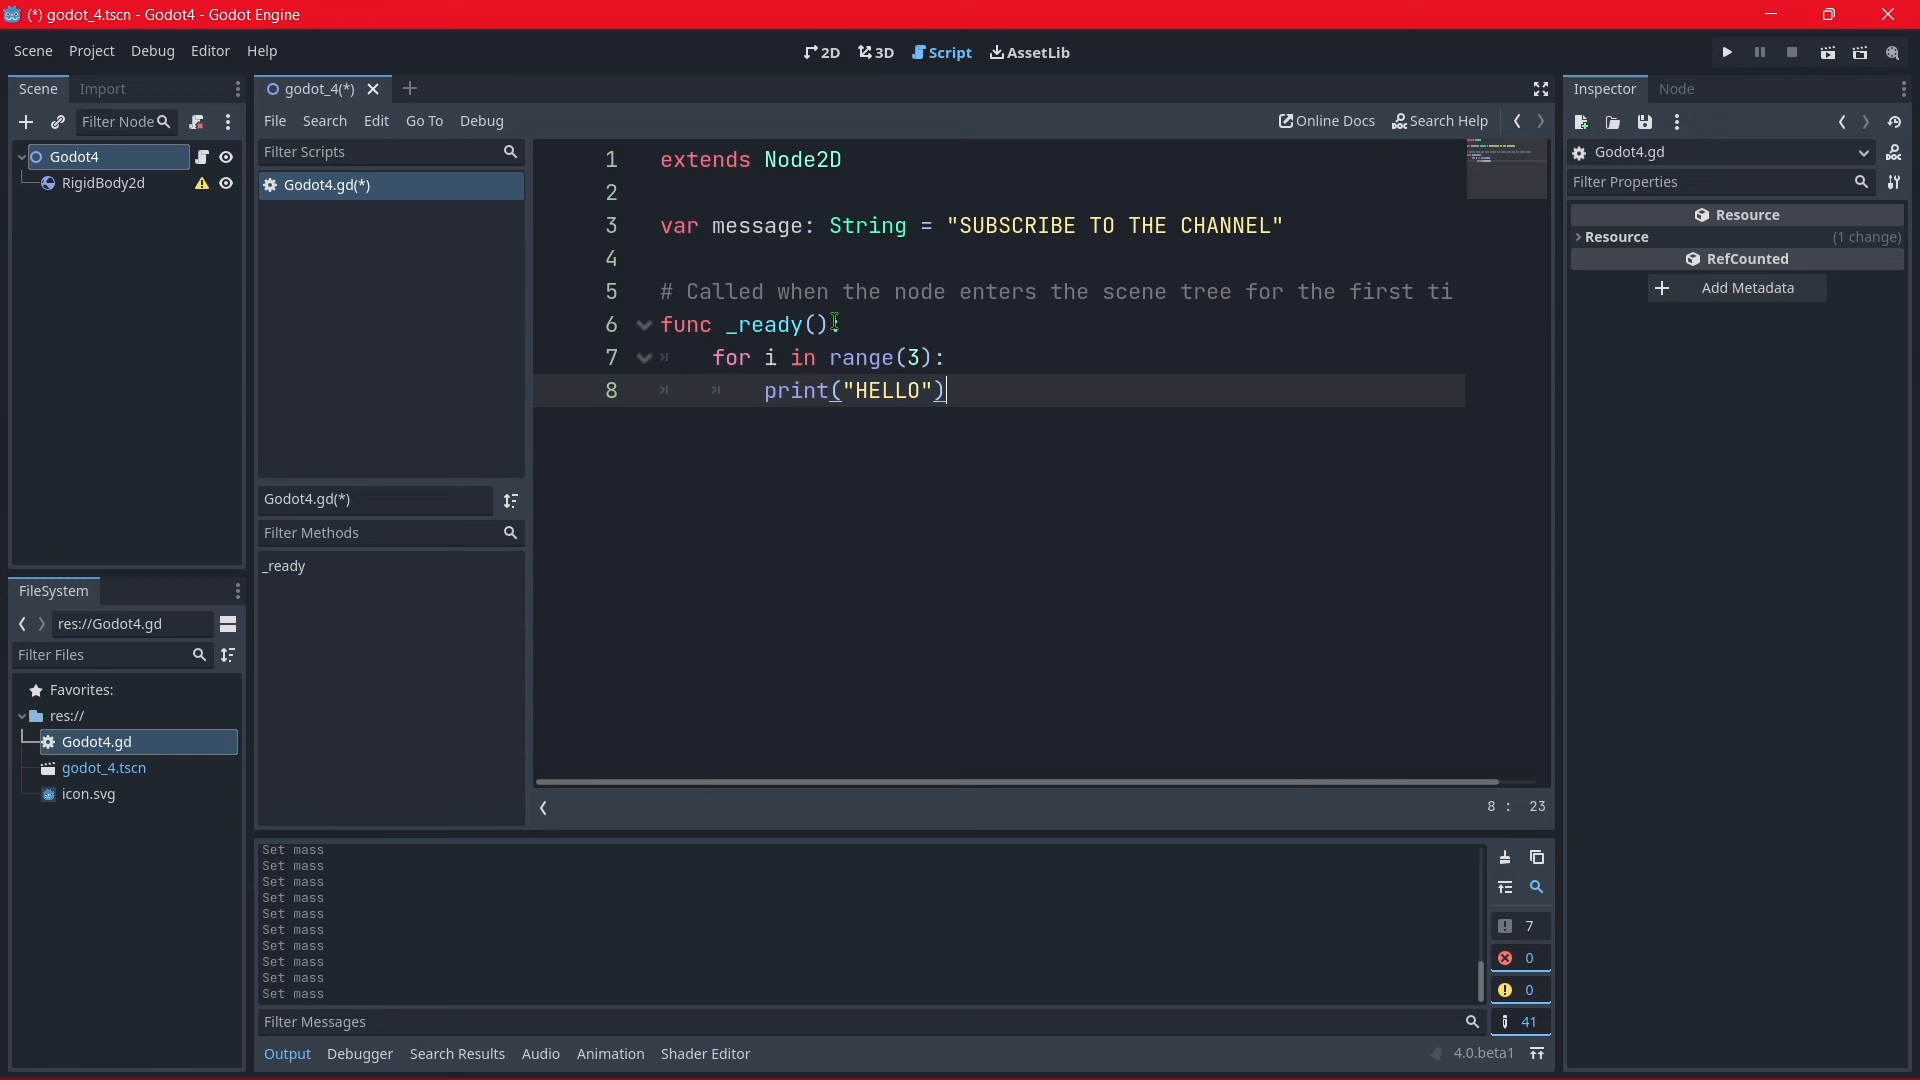 (*) godot_4.tscn - Godot4 - Godot Engine
Scene Project Debug Editor Help
2D 3D Script AssetLib
Scene Import
godot_4(*)
Inspector Node
Filter Node
File Search Edit Go To Debug
Online Docs Search Help
Godot4
RigidBody2d
Filter Scripts
Godot4.gd(*)
1 extends Node2D
2
3 var message: String = "SUBSCRIBE TO THE CHANNEL"
4
5 # Called when the node enters the scene tree for the first ti
6 func _ready():
7 for i in range(3):
8 print("HELLO")
Godot4.gd
Filter Properties
Resource
Resource (1 change)
RefCounted
Add Metadata
Godot4.gd(*)
Filter Methods
_ready
FileSystem
res://Godot4.gd
Filter Files
Favorites:
res://
Godot4.gd
godot_4.tscn
icon.svg
8 : 23
Set mass
Set mass
Set mass
Set mass
Set mass
Set mass
Set mass
Set mass
Set mass
Set mass
7
0
0
41
Filter Messages
Output Debugger Search Results Audio Animation Shader Editor
4.0.beta1